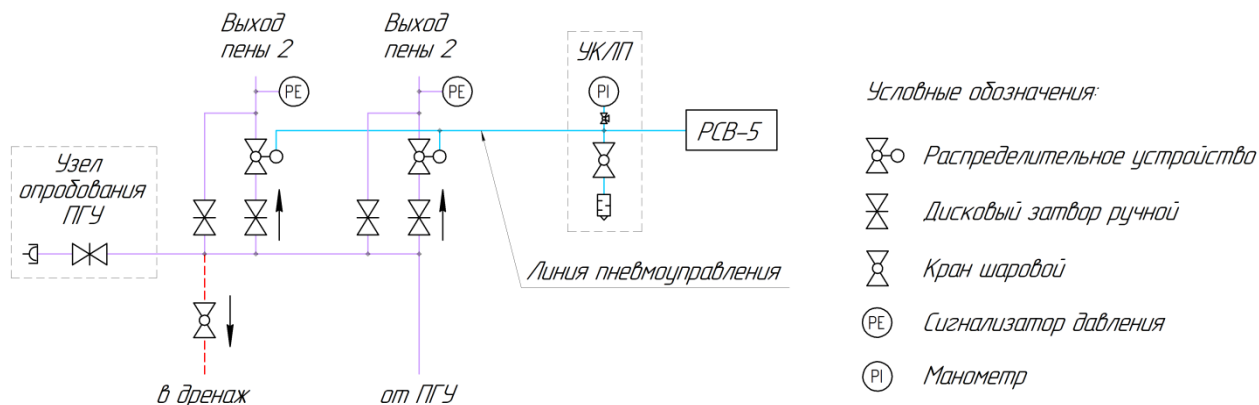 Выход
пены 2
Выход
пены 2
УКЛП
PE
PE
PI
РСВ-5
Узел
опробования
ПГУ
Линия пневмоуправления
в дренаж
от ПГУ
Условные обозначения:
Распределительное устройство
Дисковый затвор ручной
Кран шаровой
PE
Сигнализатор давления
PI
Манометр